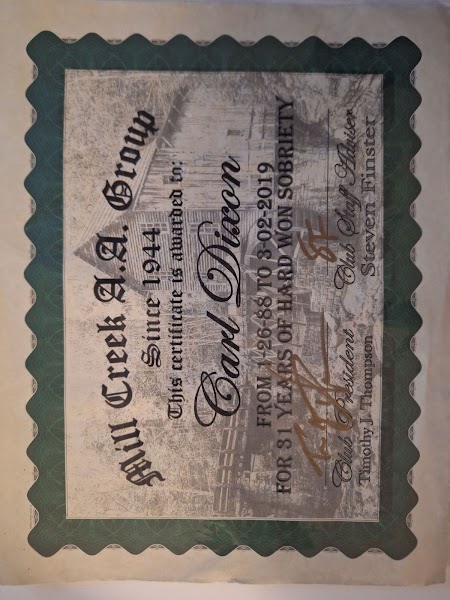 Mill Creek A.A. Group
Since 1944
This certificate is awarded to:
Carl Dixon
FROM 1-26-88 TO 3-02-2019
FOR 31 YEARS OF HARD WON SOBRIETY
SF
Club President Club Staff Advisor
Timothy J. Thompson Steven Finster